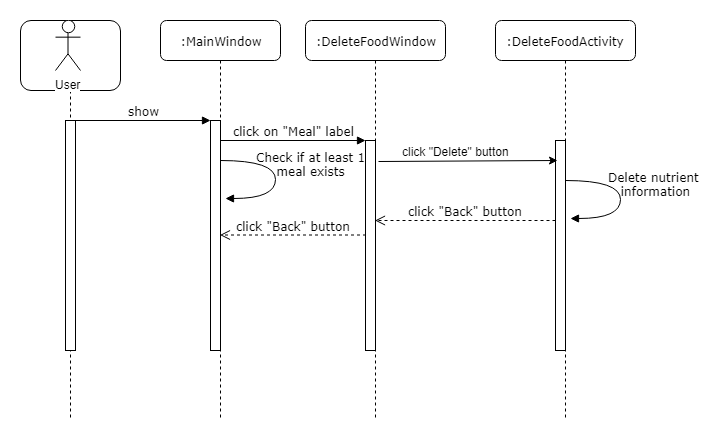 :MainWindow
:DeleteFoodWindow
:DeleteFoodActivity
User
show
click on "Meal" label
Check if at least 1
meal exists
click "Delete" button
Delete nutrient
information
click "Back" button
click "Back" button